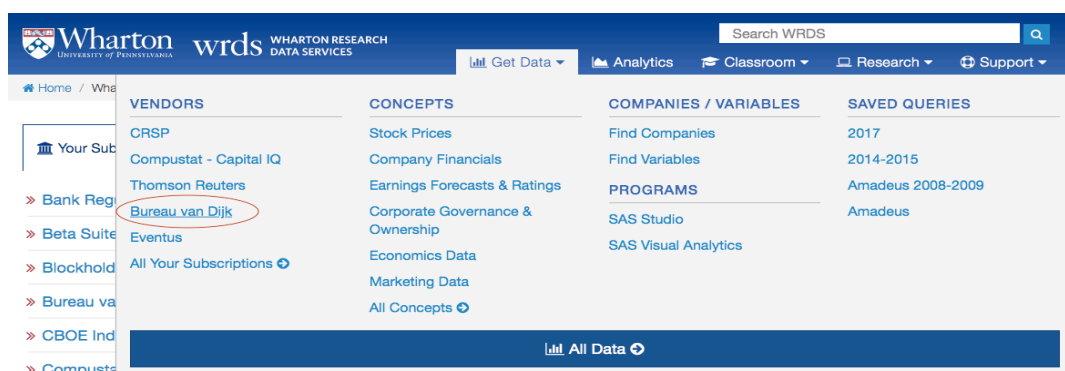 Wharton
UNIVERSITY of PENNSYLVANIA
wrds WHARTON RESEARCH
DATA SERVICES
Search WRDS
Get Data
Analytics
Classroom
Research
Support
Home / Wha
Your Sub
Bank Regu
Beta Suite
Blockhold
Bureau va
CBOE Ind
Compusta
VENDORS
CRSP
Compustat - Capital IQ
Thomson Reuters
Bureau van Dijk
Eventus
All Your Subscriptions
CONCEPTS
Stock Prices
Company Financials
Earnings Forecasts & Ratings
Corporate Governance &
Ownership
Economics Data
Marketing Data
All Concepts
COMPANIES / VARIABLES
Find Companies
Find Variables
PROGRAMS
SAS Studio
SAS Visual Analytics
SAVED QUERIES
2017
2014-2015
Amadeus 2008-2009
Amadeus
All Data